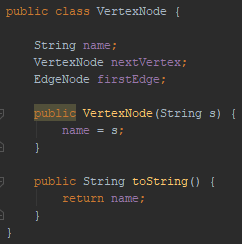 public class VertexNode {
String name;
VertexNode nextVertex;
EdgeNode firstEdge;
public VertexNode(String s) {
name = s;
}
public String toString() {
return name;
}
}